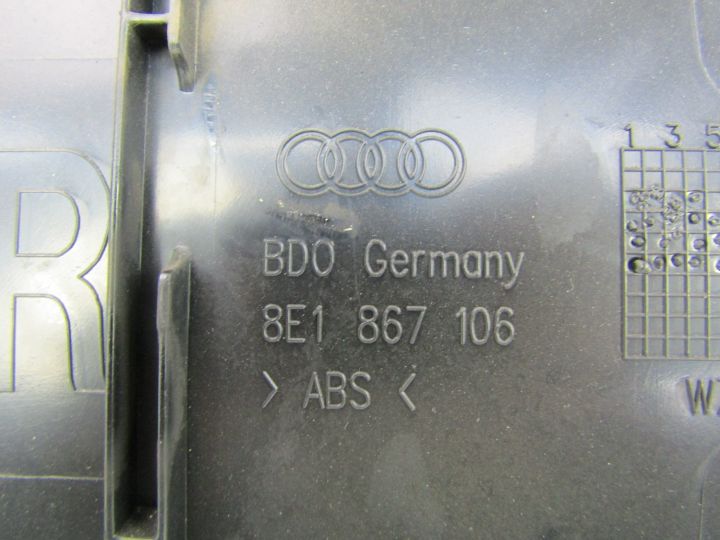 R
1 3 5
BDO Germany
8E1 867 106
> ABS <